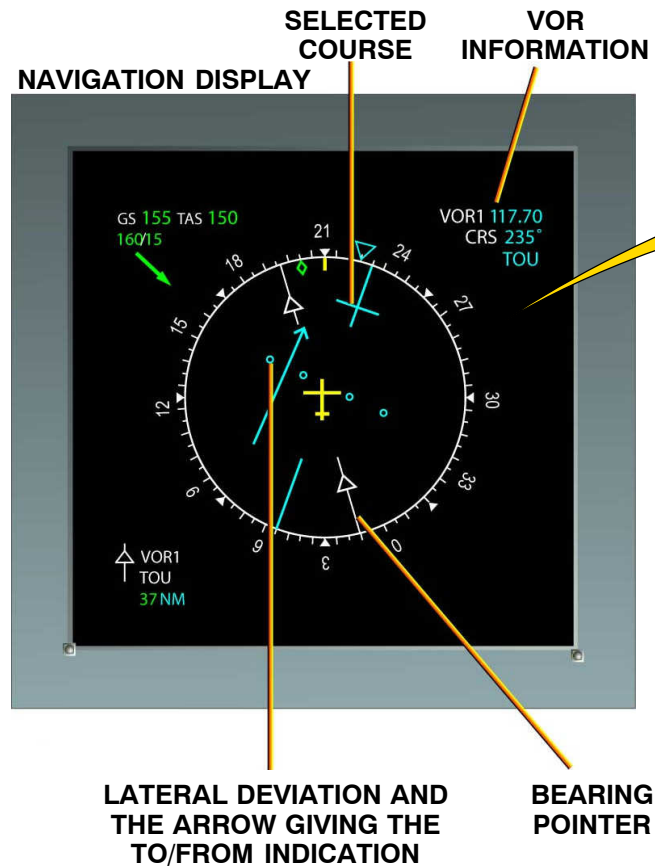 SELECTED
COURSE
VOR
INFORMATION
NAVIGATION DISPLAY
GS 155 TAS 150
160/15
VOR1 117.70
CRS 235°
TOU
21
24
27
30
33
0
3
6
9
12
15
18
VOR1
TOU
37 NM
LATERAL DEVIATION AND
THE ARROW GIVING THE
TO/FROM INDICATION
BEARING
POINTER